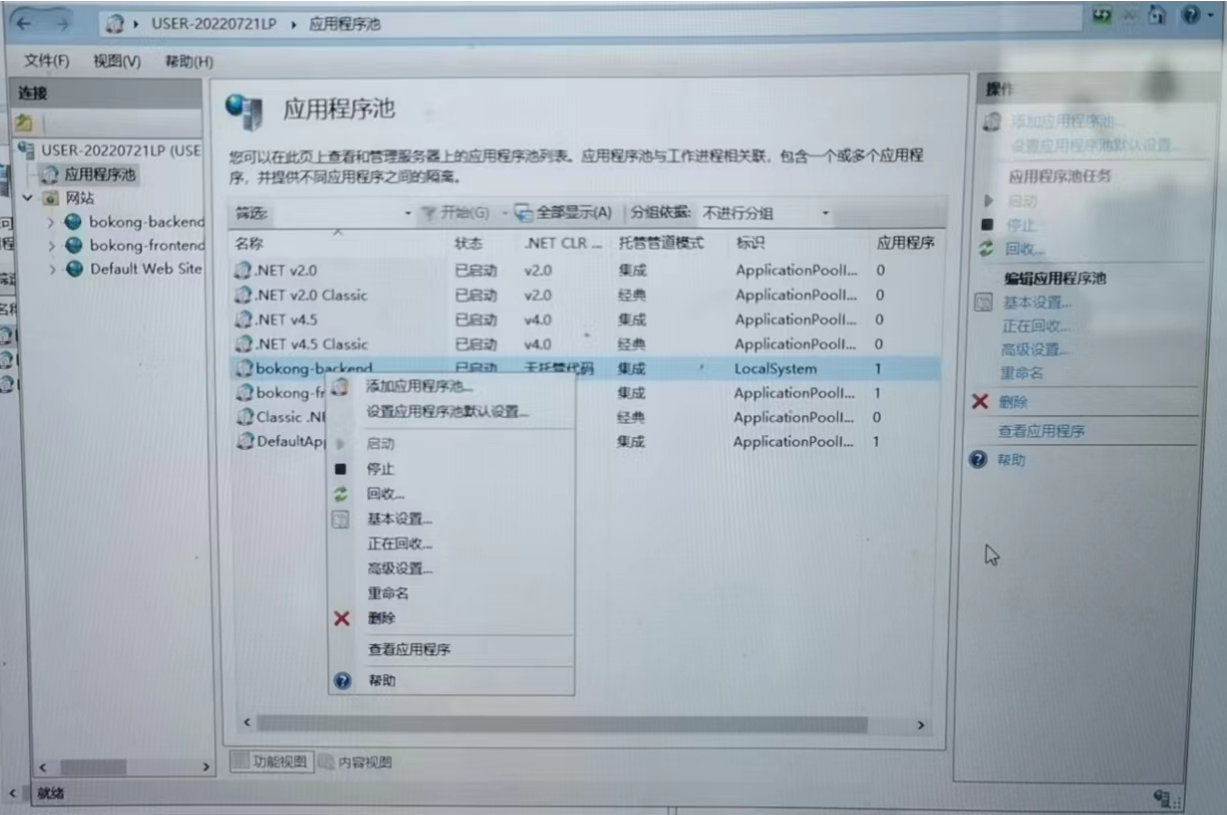 USER-20220721LP 应用程序池
文件(F) 视图(V) 帮助(H)
连接
USER-20220721LP (USE
应用程序池
网站
bokong-backend
bokong-frontend
Default Web Site
就绪
应用程序池
您可以在此页上查看和管理服务器上的应用程序池列表。应用程序池与工作进程相关联,包含一个或多个应用程
序,并提供不同应用程序之间的隔离。
筛选: 开始(G) 全部显示(A) 分组依据: 不进行分组
名称 状态 .NET CLR ... 托管管道模式 标识 应用程序
.NET v2.0 已启动 v2.0 集成 ApplicationPoolI... 0
.NET v2.0 Classic 已启动 v2.0 经典 ApplicationPoolI... 0
.NET v4.5 已启动 v4.0 集成 ApplicationPoolI... 0
.NET v4.5 Classic 已启动 v4.0 经典 ApplicationPoolI... 0
bokong-backend 已启动 无托管代码 集成 LocalSystem 1
bokong-fr 集成 ApplicationPoolI... 1
Classic .NE 经典 ApplicationPoolI... 0
DefaultApp 集成 ApplicationPoolI... 1
添加应用程序池...
设置应用程序池默认设置...
启动
停止
回收...
基本设置...
正在回收...
高级设置...
重命名
删除
查看应用程序
帮助
功能视图 内容视图
操作
添加应用程序池...
设置应用程序池默认设置...
应用程序池任务
启动
停止
回收...
编辑应用程序池
基本设置...
正在回收...
高级设置...
重命名
删除
查看应用程序
帮助